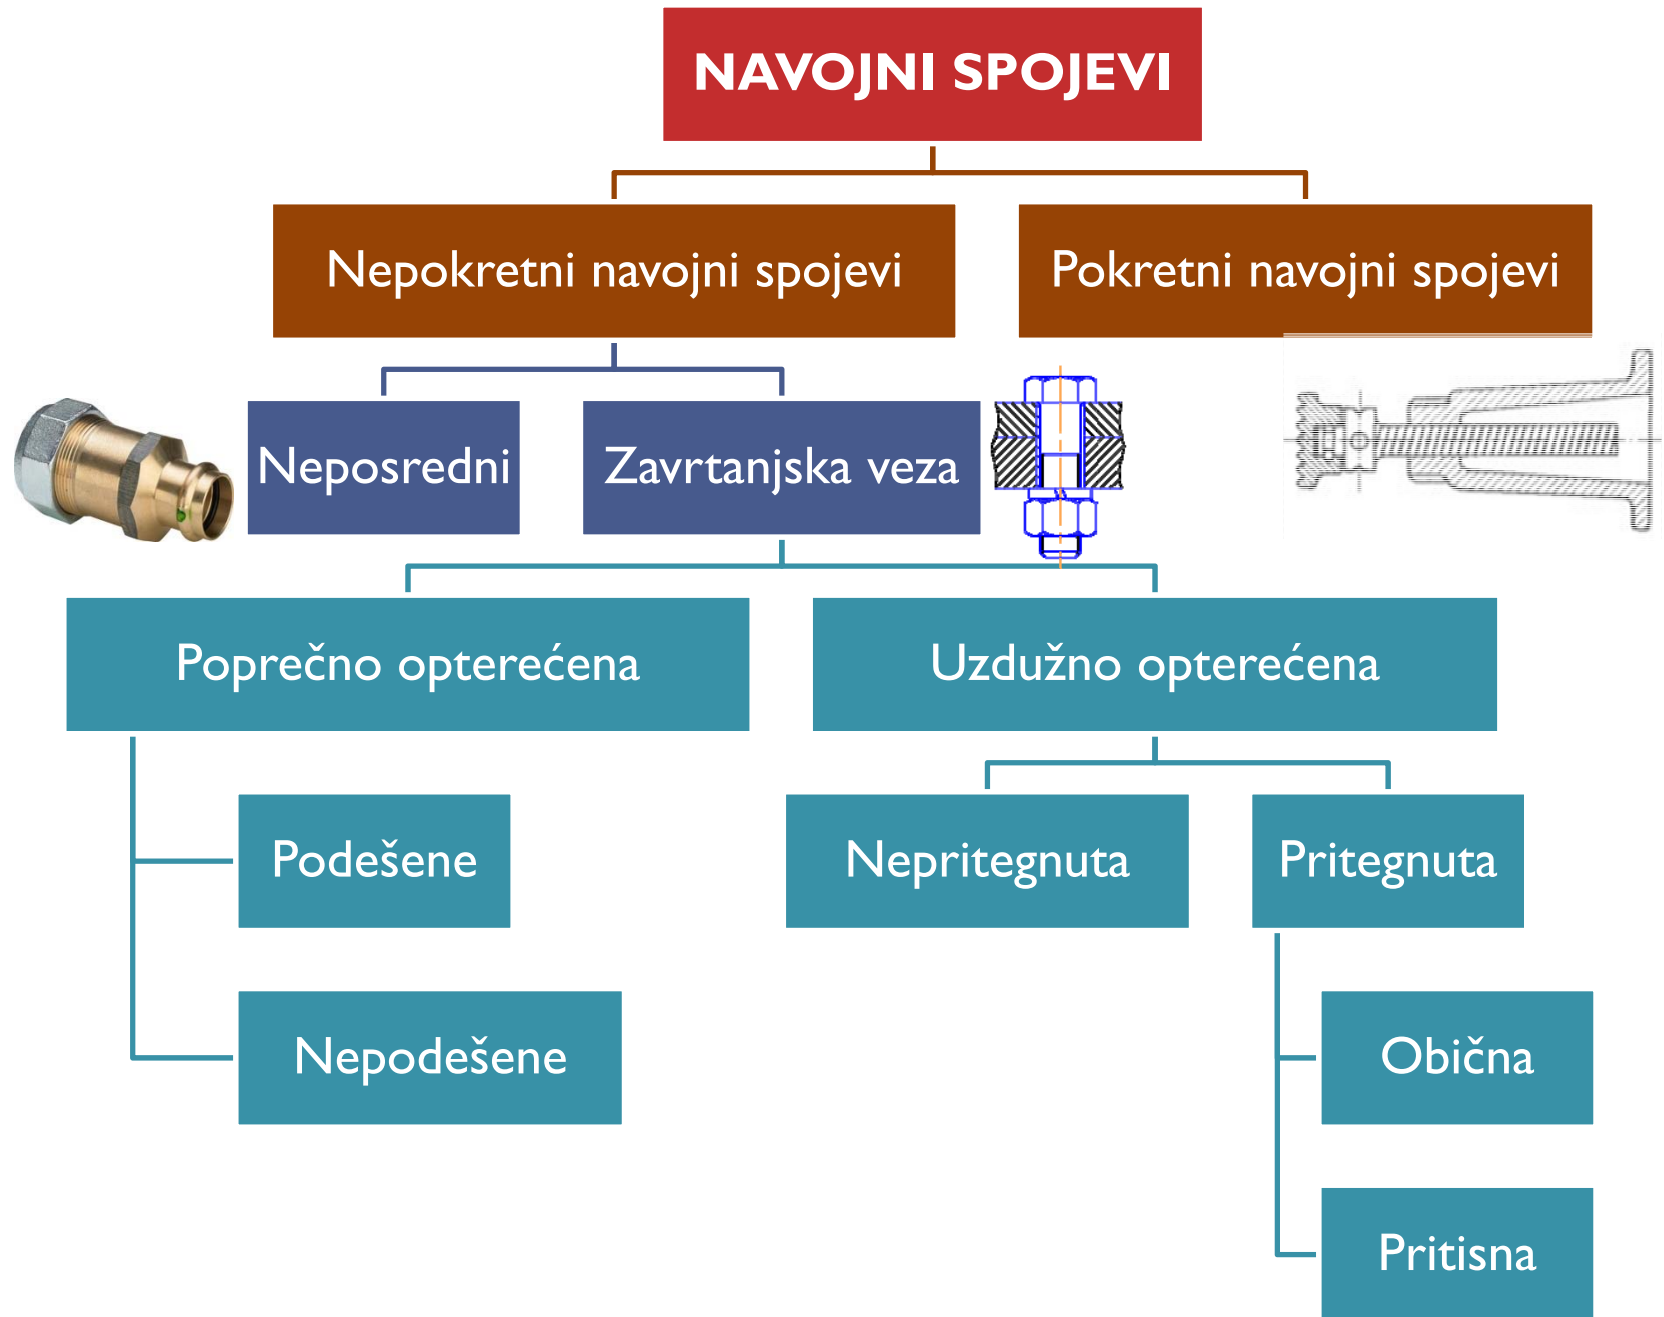 NAVOJNI SPOJEVI
Nepokretni navojni spojevi
Pokretni navojni spojevi
Neposredni
Zavrtanjska veza
Poprečno opterećena
Uzdužno opterećena
Podešene
Nepritegnuta
Pritegnuta
Nepodešene
Obična
Pritisna